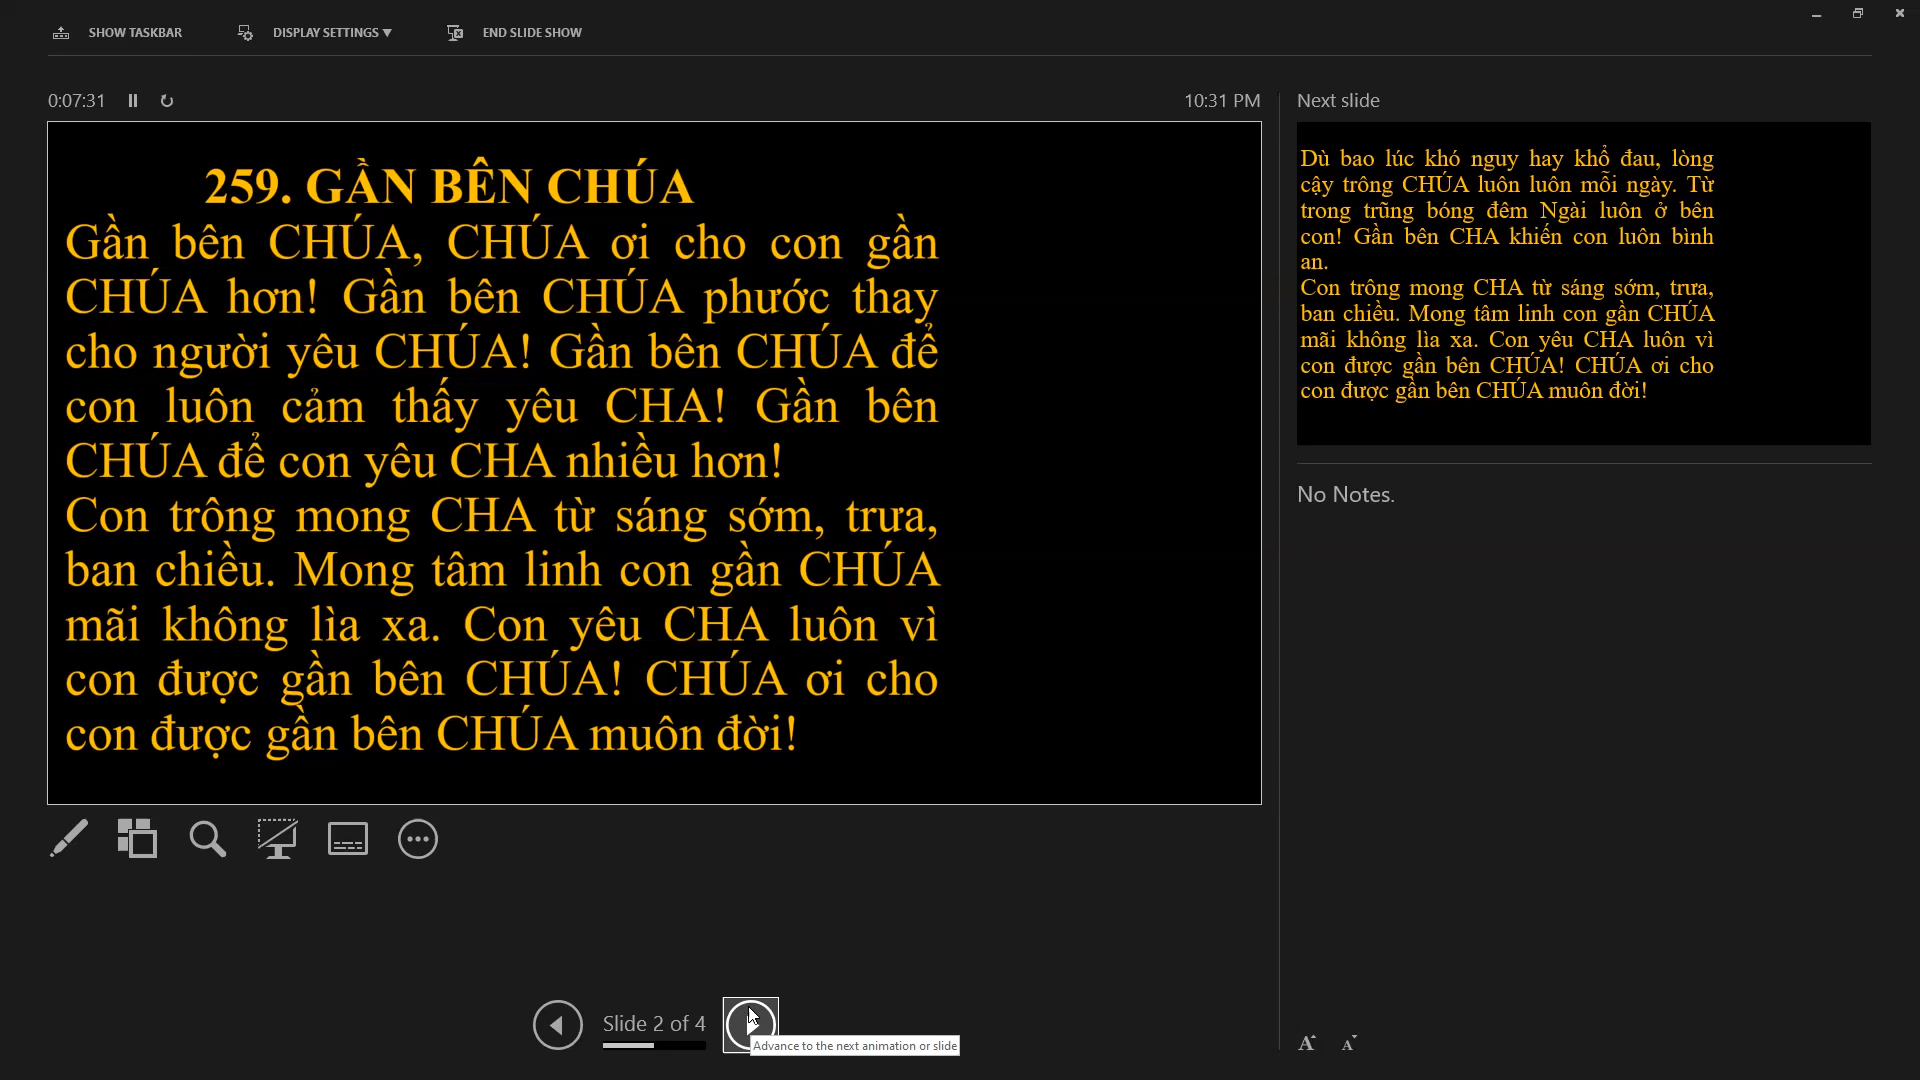 SHOW TASKBAR
DISPLAY SETTINGS ▼
END SLIDE SHOW
0:07:31
10:31 PM
259. GẦN BÊN CHÚA
Gần bên CHÚA, CHÚA ơi cho con gần
CHÚA hơn! Gần bên CHÚA phước thay
cho người yêu CHÚA! Gần bên CHÚA để
con luôn cảm thấy yêu CHA! Gần bên
CHÚA để con yêu CHA nhiều hơn!
Con trông mong CHA từ sáng sớm, trưa,
ban chiều. Mong tâm linh con gần CHÚA
mãi không lìa xa. Con yêu CHA luôn vì
con được gần bên CHÚA! CHÚA ơi cho
con được gần bên CHÚA muôn đời!
Slide 2 of 4
Advance to the next animation or slide
Next slide
Dù bao lúc khó nguy hay khổ đau, lòng
cậy trông CHÚA luôn luôn mỗi ngày. Từ
trong trũng bóng đêm Ngài luôn ở bên
con! Gần bên CHA khiến con luôn bình
an.
Con trông mong CHA từ sáng sớm, trưa,
ban chiều. Mong tâm linh con gần CHÚA
mãi không lìa xa. Con yêu CHA luôn vì
con được gần bên CHÚA! CHÚA ơi cho
con được gần bên CHÚA muôn đời!
No Notes.
A A